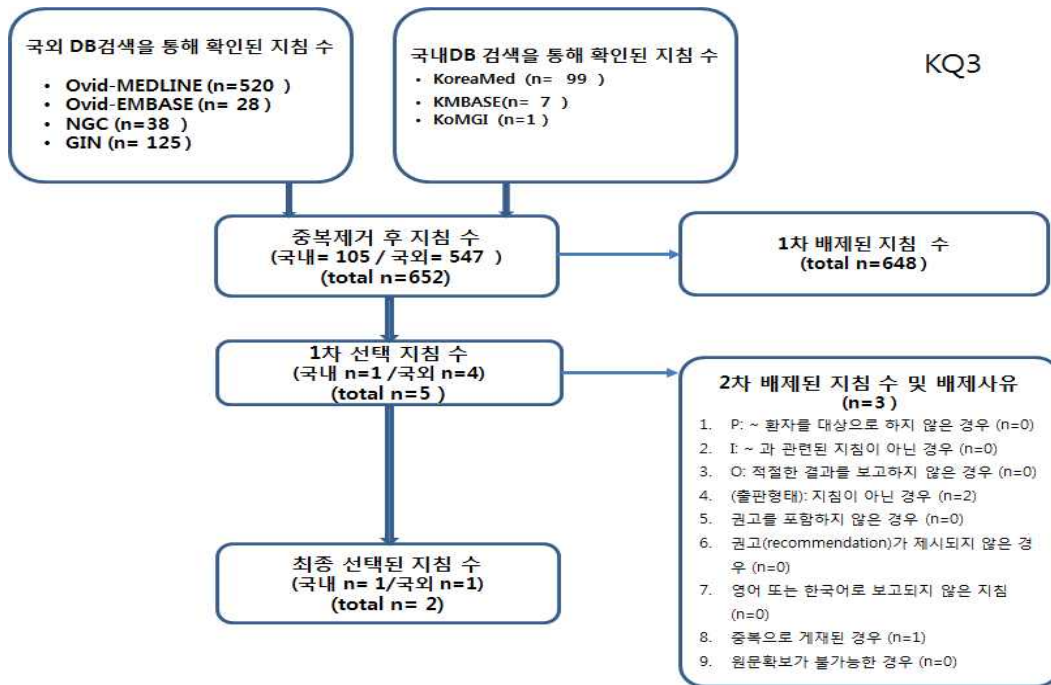 국외 DB검색을 통해 확인된 지침 수
• Ovid-MEDLINE (n=520 )
• Ovid-EMBASE (n= 28 )
• NGC (n=38 )
• GIN (n= 125 )
국내DB 검색을 통해 확인된 지침 수
• KoreaMed (n= 99 )
• KMBASE(n= 7 )
• KoMGI (n=1 )
KQ3
중복제거 후 지침 수
(국내= 105 / 국외= 547 )
(total n=652)
1차 배제된 지침 수
(total n=648 )
1차 선택 지침 수
(국내 n=1 /국외 n=4)
(total n=5 )
2차 배제된 지침 수 및 배제사유
(n=3 )
1. P: ~ 환자를 대상으로 하지 않은 경우 (n=0)
2. I: ~ 과 관련된 지침이 아닌 경우 (n=0)
3. O: 적절한 결과를 보고하지 않은 경우 (n=0)
4. (출판형태): 지침이 아닌 경우 (n=2)
5. 권고를 포함하지 않은 경우 (n=0)
6. 권고(recommendation)가 제시되지 않은 경
우 (n=0)
7. 영어 또는 한국어로 보고되지 않은 지침
(n=0)
8. 중복으로 게재된 경우 (n=1)
9. 원문확보가 불가능한 경우 (n=0)
최종 선택된 지침 수
(국내 n= 1/국외 n=1)
(total n= 2)